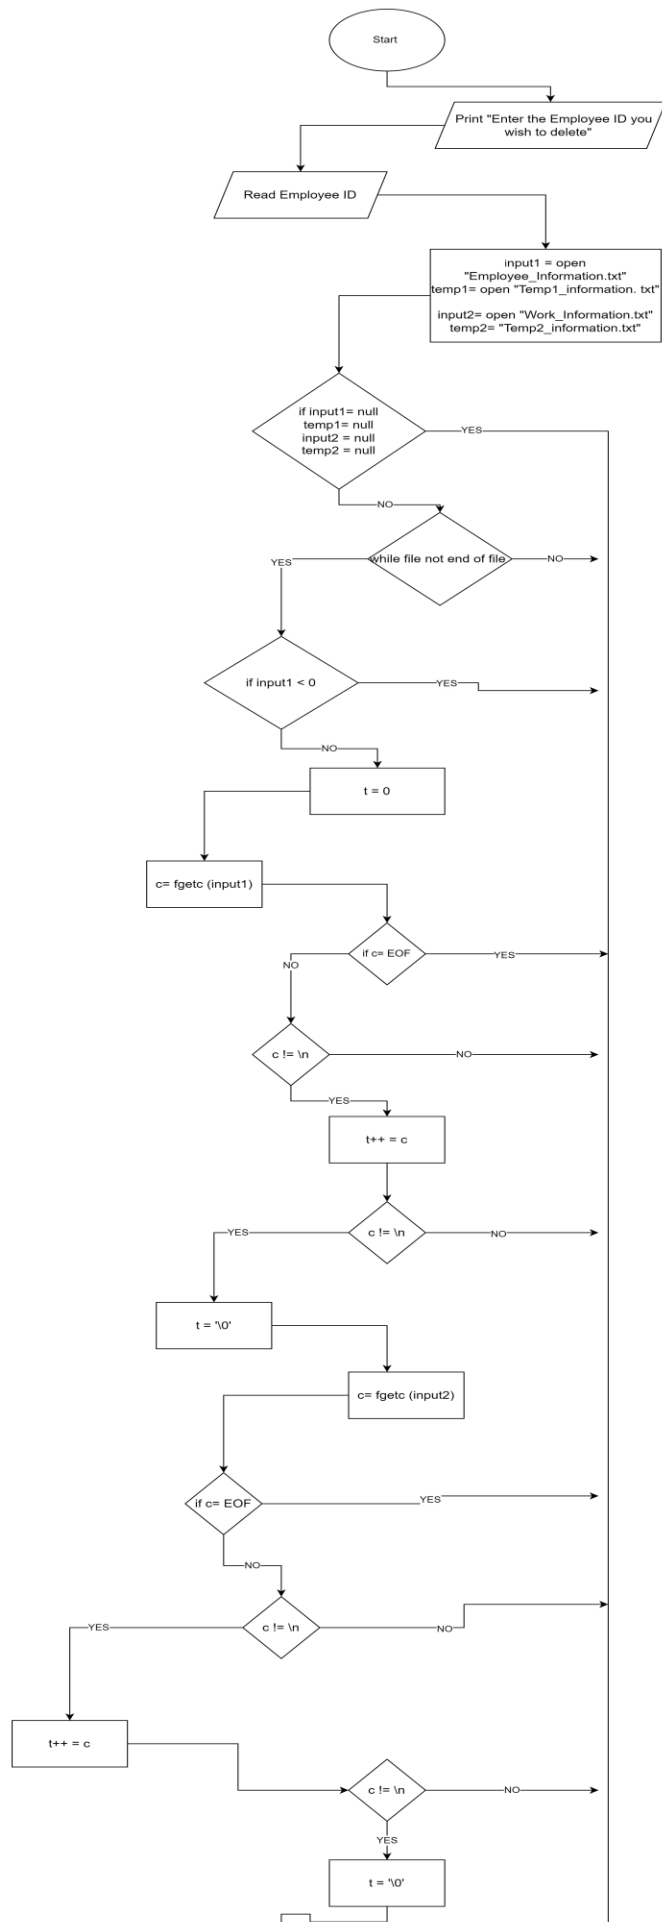 Start
Print "Enter the Employee ID you
wish to delete"
Read Employee ID
input1 = open
"Employee_Information.txt"
temp1= open "Temp1_information. txt"
input2= open "Work_Information.txt"
temp2= "Temp2_information.txt"
if input1= null
temp1= null
input2 = null
temp2 = null
YES
NO
while file not end of file
YES
NO
if input1 < 0
YES
NO
t = 0
c= fgetc (input1)
if c= EOF
YES
NO
c != \n
NO
YES
t++ = c
c != \n
YES
NO
t = '\0'
c= fgetc (input2)
if c= EOF
YES
NO
c != \n
YES
NO
t++ = c
c != \n
NO
YES
t = '\0'